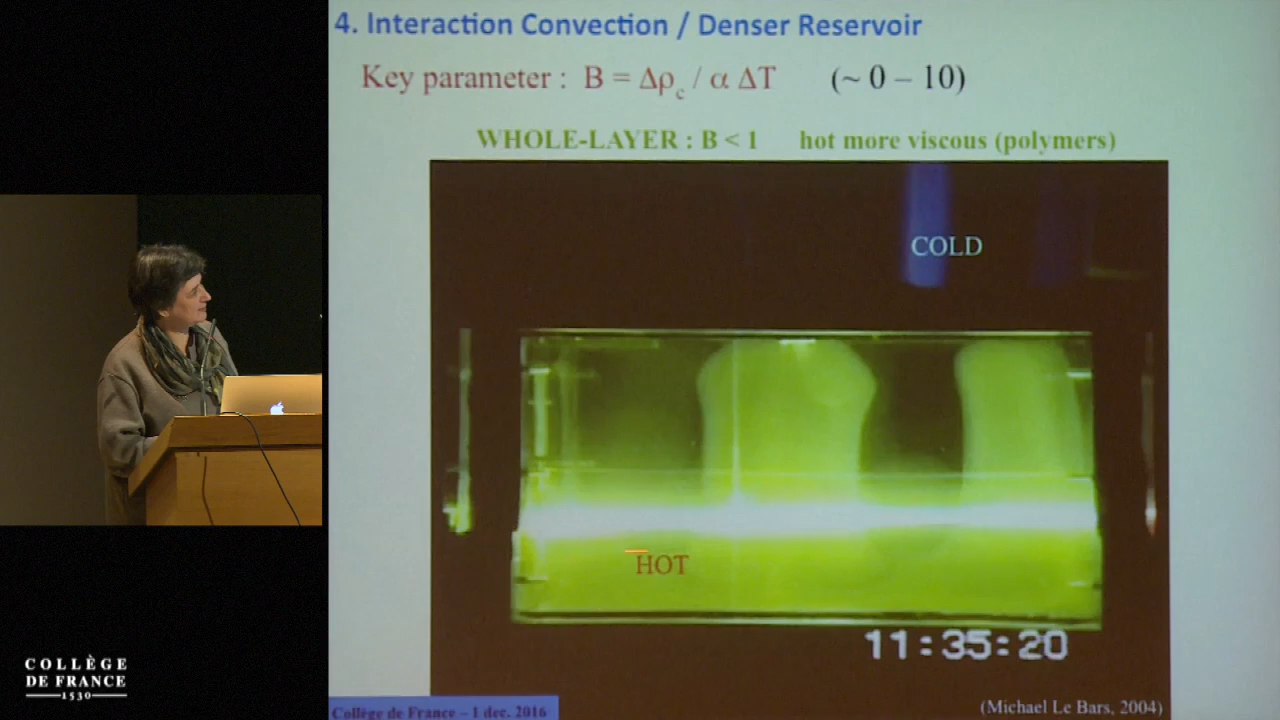 4. Interaction Convection / Denser Reservoir
Key parameter : B = Δρc / α ΔT (~ 0 – 10)
WHOLE-LAYER : B < 1 hot more viscous (polymers)
COLD
HOT
11:35:20
(Michael Le Bars, 2004)
Collège de France – 1 dec. 2016
COLLÈGE
DE FRANCE
1530